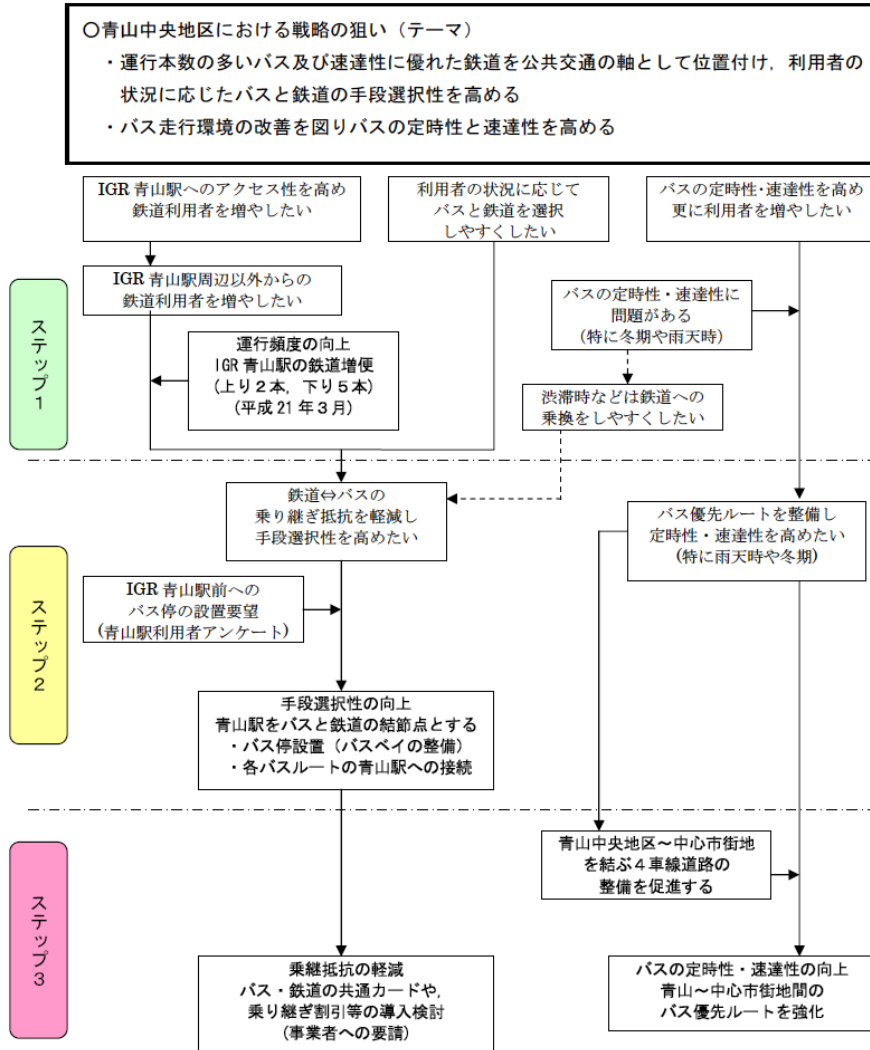 〇青山中央地区における戦略の狙い（テーマ）
・運行本数の多いバス及び速達性に優れた鉄道を公共交通の軸として位置付け，利用者の
状況に応じたバスと鉄道の手段選択性を高める
・バス走行環境の改善を図りバスの定時性と速達性を高める
IGR 青山駅へのアクセス性を高め
鉄道利用者を増やしたい
利用者の状況に応じて
バスと鉄道を選択
しやすくしたい
バスの定時性･速達性を高め
更に利用者を増やしたい
ステップ１
IGR 青山駅周辺以外からの
鉄道利用者を増やしたい
バスの定時性・速達性に
問題がある
(特に冬期や雨天時)
運行頻度の向上
IGR 青山駅の鉄道増便
(上り２本，下り５本)
(平成 21 年３月)
渋滞時などは鉄道への
乗換をしやすくしたい
ステップ２
鉄道⇔バスの
乗り継ぎ抵抗を軽減し
手段選択性を高めたい
バス優先ルートを整備し
定時性・速達性を高めたい
(特に雨天時や冬期)
IGR 青山駅前への
バス停の設置要望
(青山駅利用者アンケート)
手段選択性の向上
青山駅をバスと鉄道の結節点とする
・バス停設置（バスベイの整備）
・各バスルートの青山駅への接続
ステップ３
青山中央地区～中心市街地
を結ぶ４車線道路の
整備を促進する
乗継抵抗の軽減
バス・鉄道の共通カードや，
乗り継ぎ割引等の導入検討
(事業者への要請)
バスの定時性・速達性の向上
青山～中心市街地間の
バス優先ルートを強化